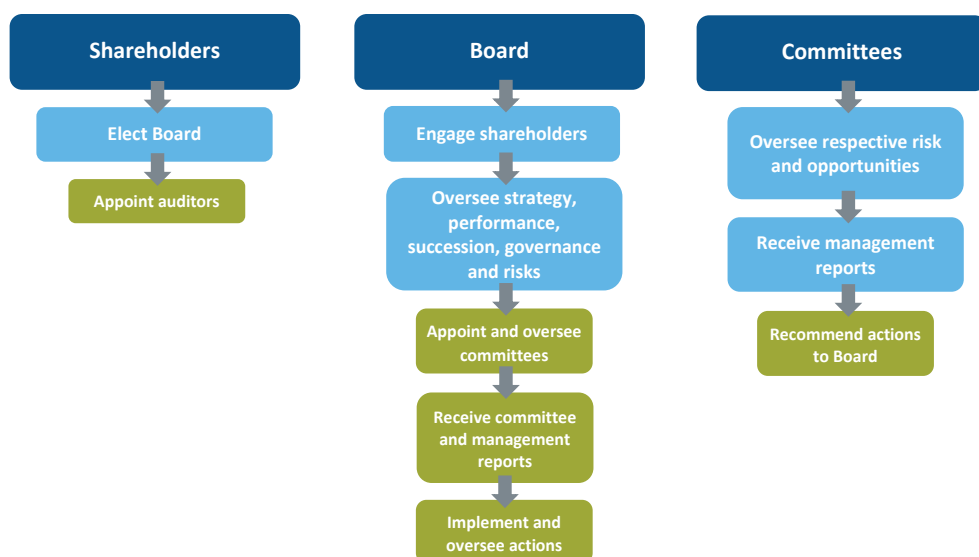 Shareholders
Elect Board
Appoint auditors
Board
Engage shareholders
Oversee strategy,
performance,
succession, governance
and risks
Appoint and oversee
committees
Receive committee
and management
reports
Implement and
oversee actions
Committees
Oversee respective risk
and opportunities
Receive management
reports
Recommend actions
to Board